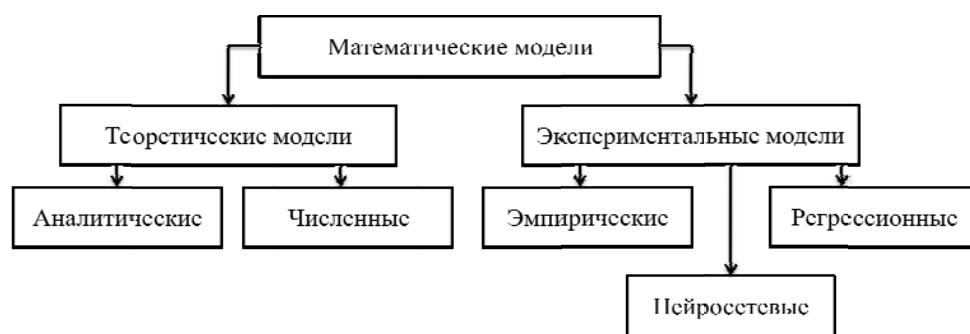 Математические модели
Теоретические модели
Экспериментальные модели
Аналитические
Численные
Эмпирические
Регрессионные
Нейросетевые